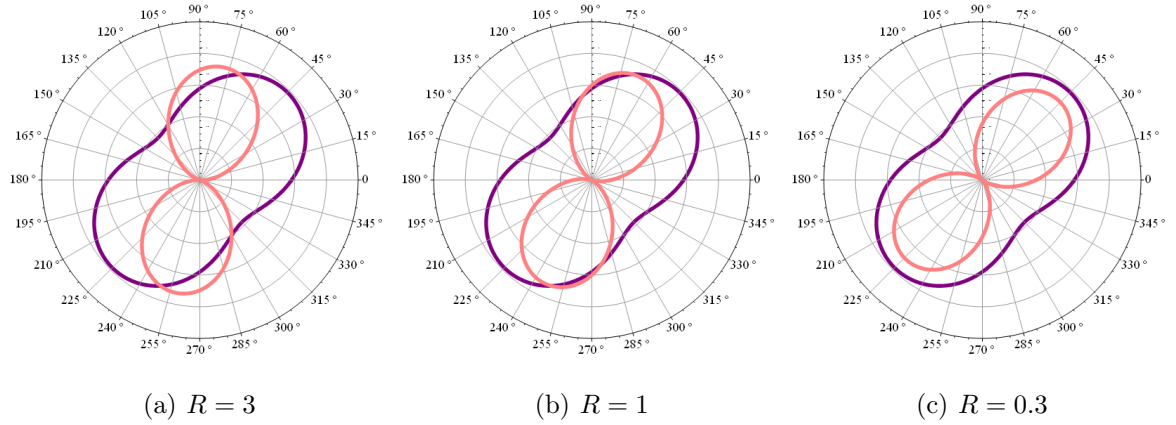 90 °
105 ° 75 °
120 ° 60 °
135 ° 45 °
150 ° 30 °
165 ° 15 °
180 ° 0
195 ° 345 °
210 ° 330 °
225 ° 315 °
240 ° 300 °
255 ° 285 °
270 °
(a) R = 3
90 °
105 ° 75 °
120 ° 60 °
135 ° 45 °
150 ° 30 °
165 ° 15 °
180 ° 0
195 ° 345 °
210 ° 330 °
225 ° 315 °
240 ° 300 °
255 ° 285 °
270 °
(b) R = 1
90 °
105 ° 75 °
120 ° 60 °
135 ° 45 °
150 ° 30 °
165 ° 15 °
180 ° 0
195 ° 345 °
210 ° 330 °
225 ° 315 °
240 ° 300 °
255 ° 285 °
270 °
(c) R = 0.3